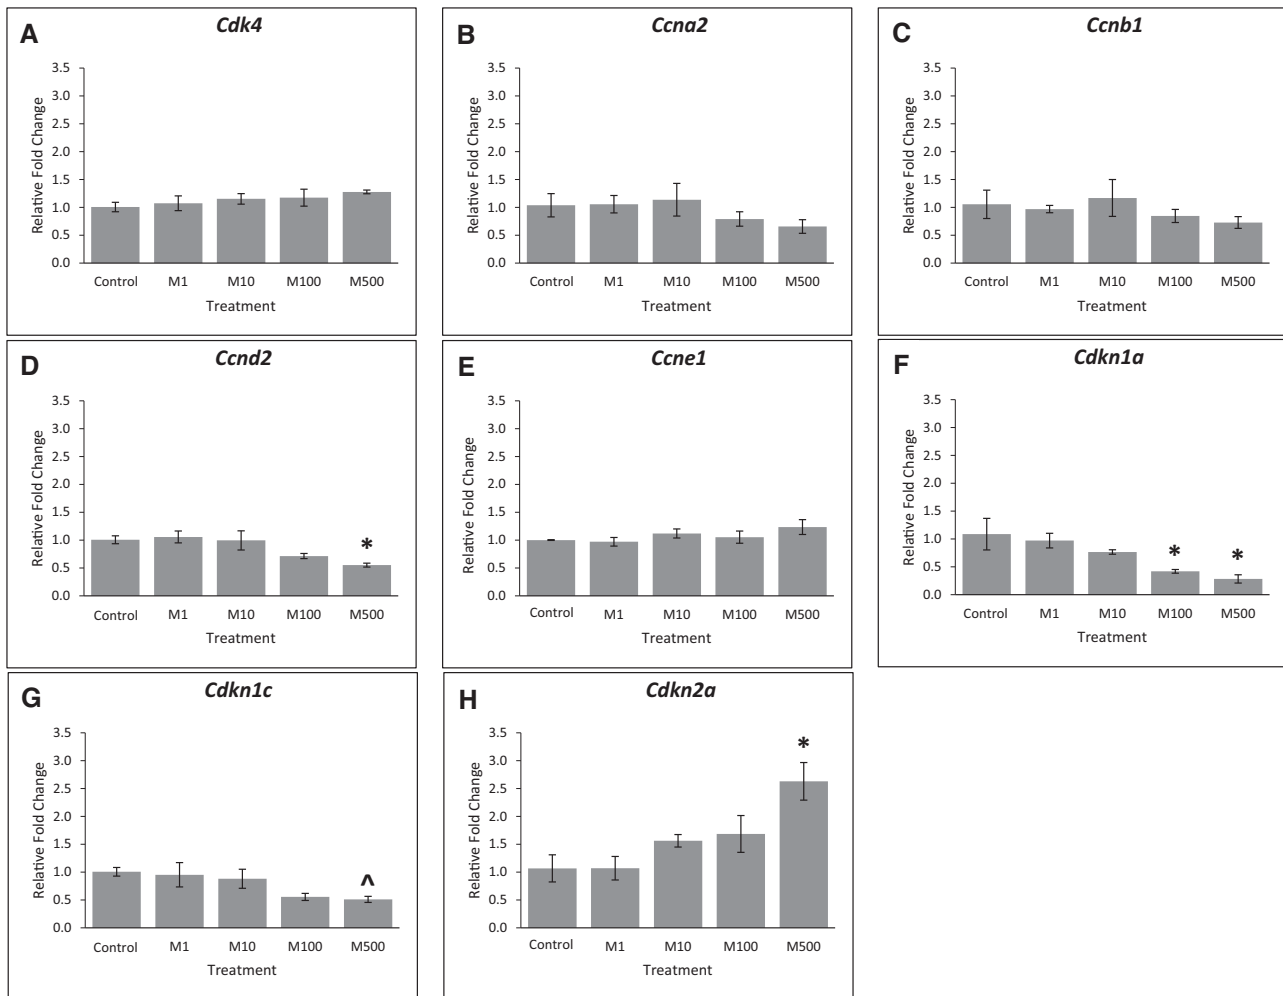 A
Cdk4
Relative Fold Change
3.5
3.0
2.5
2.0
1.5
1.0
0.5
0.0
Control M1 M10 M100 M500
Treatment
B
Ccna2
Relative Fold Change
3.5
3.0
2.5
2.0
1.5
1.0
0.5
0.0
Control M1 M10 M100 M500
Treatment
C
Ccnb1
Relative Fold Change
3.5
3.0
2.5
2.0
1.5
1.0
0.5
0.0
Control M1 M10 M100 M500
Treatment
D
Ccnd2
Relative Fold Change
3.5
3.0
2.5
2.0
1.5
1.0
0.5
0.0
*
Control M1 M10 M100 M500
Treatment
E
Ccne1
Relative Fold Change
3.5
3.0
2.5
2.0
1.5
1.0
0.5
0.0
Control M1 M10 M100 M500
Treatment
F
Cdkn1a
Relative Fold Change
3.5
3.0
2.5
2.0
1.5
1.0
0.5
0.0
* *
Control M1 M10 M100 M500
Treatment
G
Cdkn1c
Relative Fold Change
3.5
3.0
2.5
2.0
1.5
1.0
0.5
0.0
^
Control M1 M10 M100 M500
Treatment
H
Cdkn2a
Relative Fold Change
3.5
3.0
2.5
2.0
1.5
1.0
0.5
0.0
*
Control M1 M10 M100 M500
Treatment